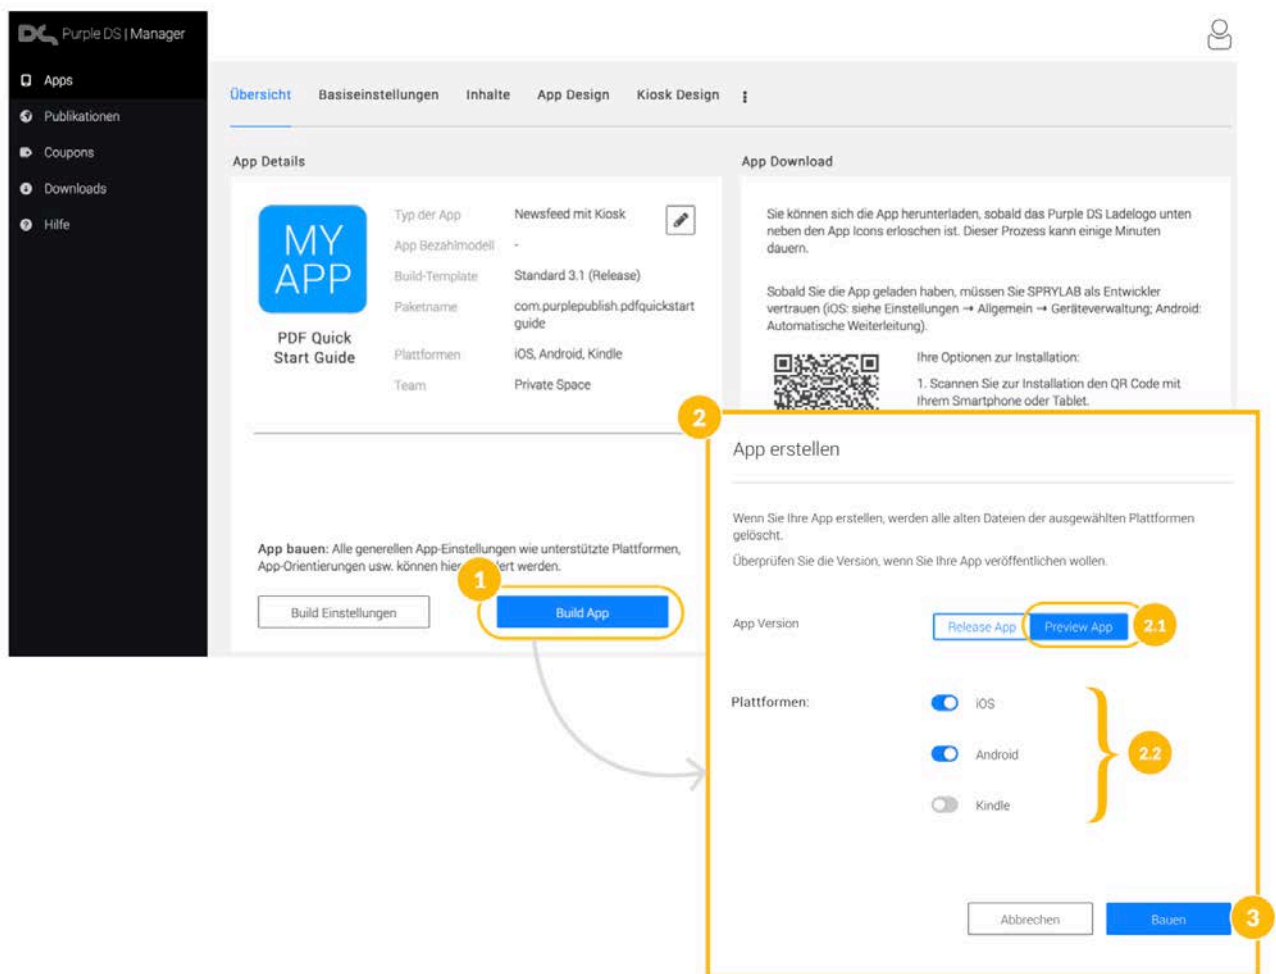 Purple DS | Manager
Apps
Publikationen
Coupons
Downloads
Hilfe
Übersicht Basiseinstellungen Inhalte App Design Kiosk Design
App Details
MY
APP
PDF Quick
Start Guide
Typ der App Newsfeed mit Kiosk
App Bezahlmodell -
Build-Template Standard 3.1 (Release)
Paketname com.purplepublish.pdfquickstart
guide
Plattformen iOS, Android, Kindle
Team Private Space
App bauen: Alle generellen App-Einstellungen wie unterstützte Plattformen,
App-Orientierungen usw. können hier ert werden.
1
Build Einstellungen
Build App
App Download
Sie können sich die App herunterladen, sobald das Purple DS Ladelogo unten
neben den App Icons erloschen ist. Dieser Prozess kann einige Minuten
dauern.
Sobald Sie die App geladen haben, müssen Sie SPRYLAB als Entwickler
vertrauen (iOS: siehe Einstellungen → Allgemein → Geräteverwaltung; Android:
Automatische Weiterleitung).
Ihre Optionen zur Installation:
1. Scannen Sie zur Installation den QR Code mit
Ihrem Smartphone oder Tablet.
2
App erstellen
Wenn Sie Ihre App erstellen, werden alle alten Dateien der ausgewählten Plattformen
gelöscht.
Überprüfen Sie die Version, wenn Sie Ihre App veröffentlichen wollen.
App Version Release App Preview App 2.1
Plattformen: iOS
Android 2.2
Kindle
Abbrechen Bauen 3